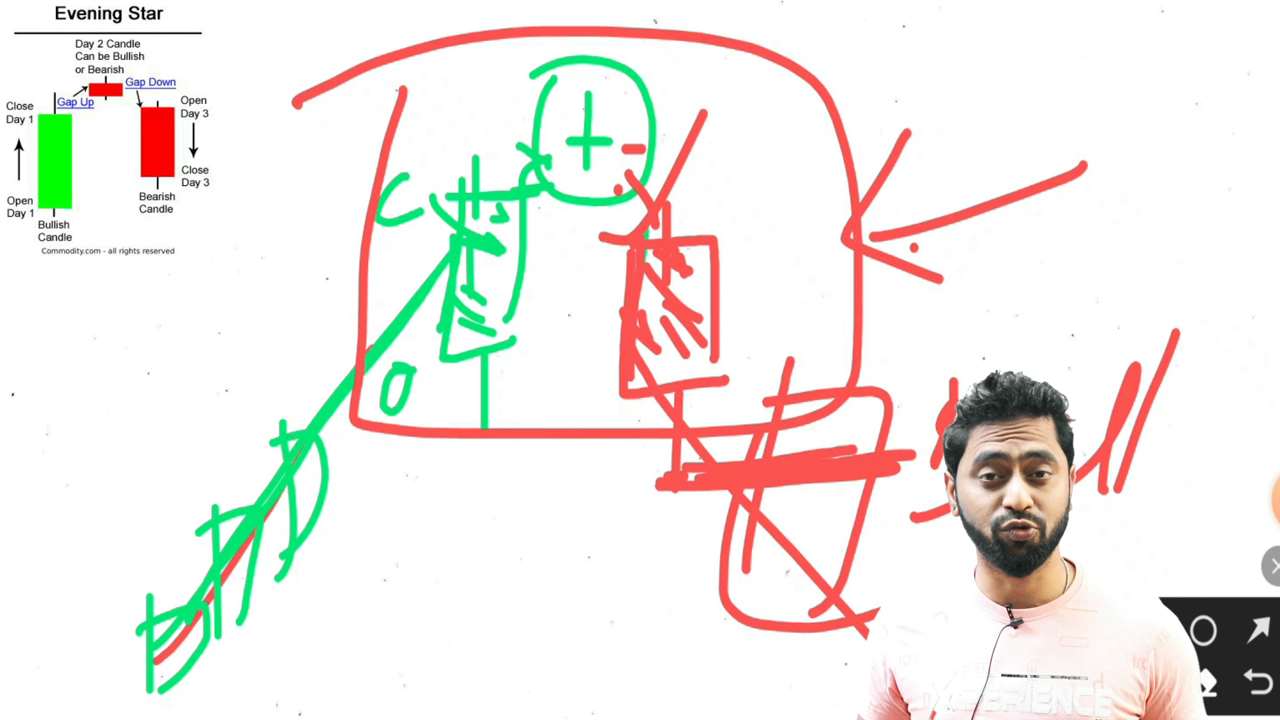 Evening Star
Day 2 Candle
Can be Bullish
or Bearish
Gap Up
Gap Down
Close
Day 1
Open
Day 1
Open
Day 3
Close
Day 3
Bullish
Candle
Bearish
Candle
Commodity.com - all rights reserved
C
+
-
O
XPERIENCE